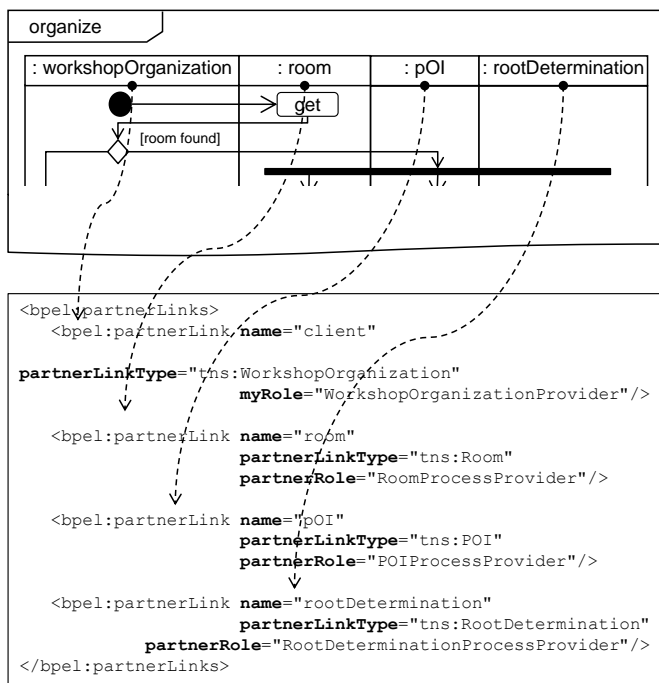 organize
: workshopOrganization
: room
: pOI
: rootDetermination
get
[room found]
<bpel:partnerLinks>
<bpel:partnerLink name="client"
partnerLinkType="tns:WorkshopOrganization"
myRole="WorkshopOrganizationProvider"/>
<bpel:partnerLink name="room"
partnerLinkType="tns:Room"
partnerRole="RoomProcessProvider"/>
<bpel:partnerLink name="pOI"
partnerLinkType="tns:POI"
partnerRole="POIProcessProvider"/>
<bpel:partnerLink name="rootDetermination"
partnerLinkType="tns:RootDetermination"
partnerRole="RootDeterminationProcessProvider"/>
</bpel:partnerLinks>